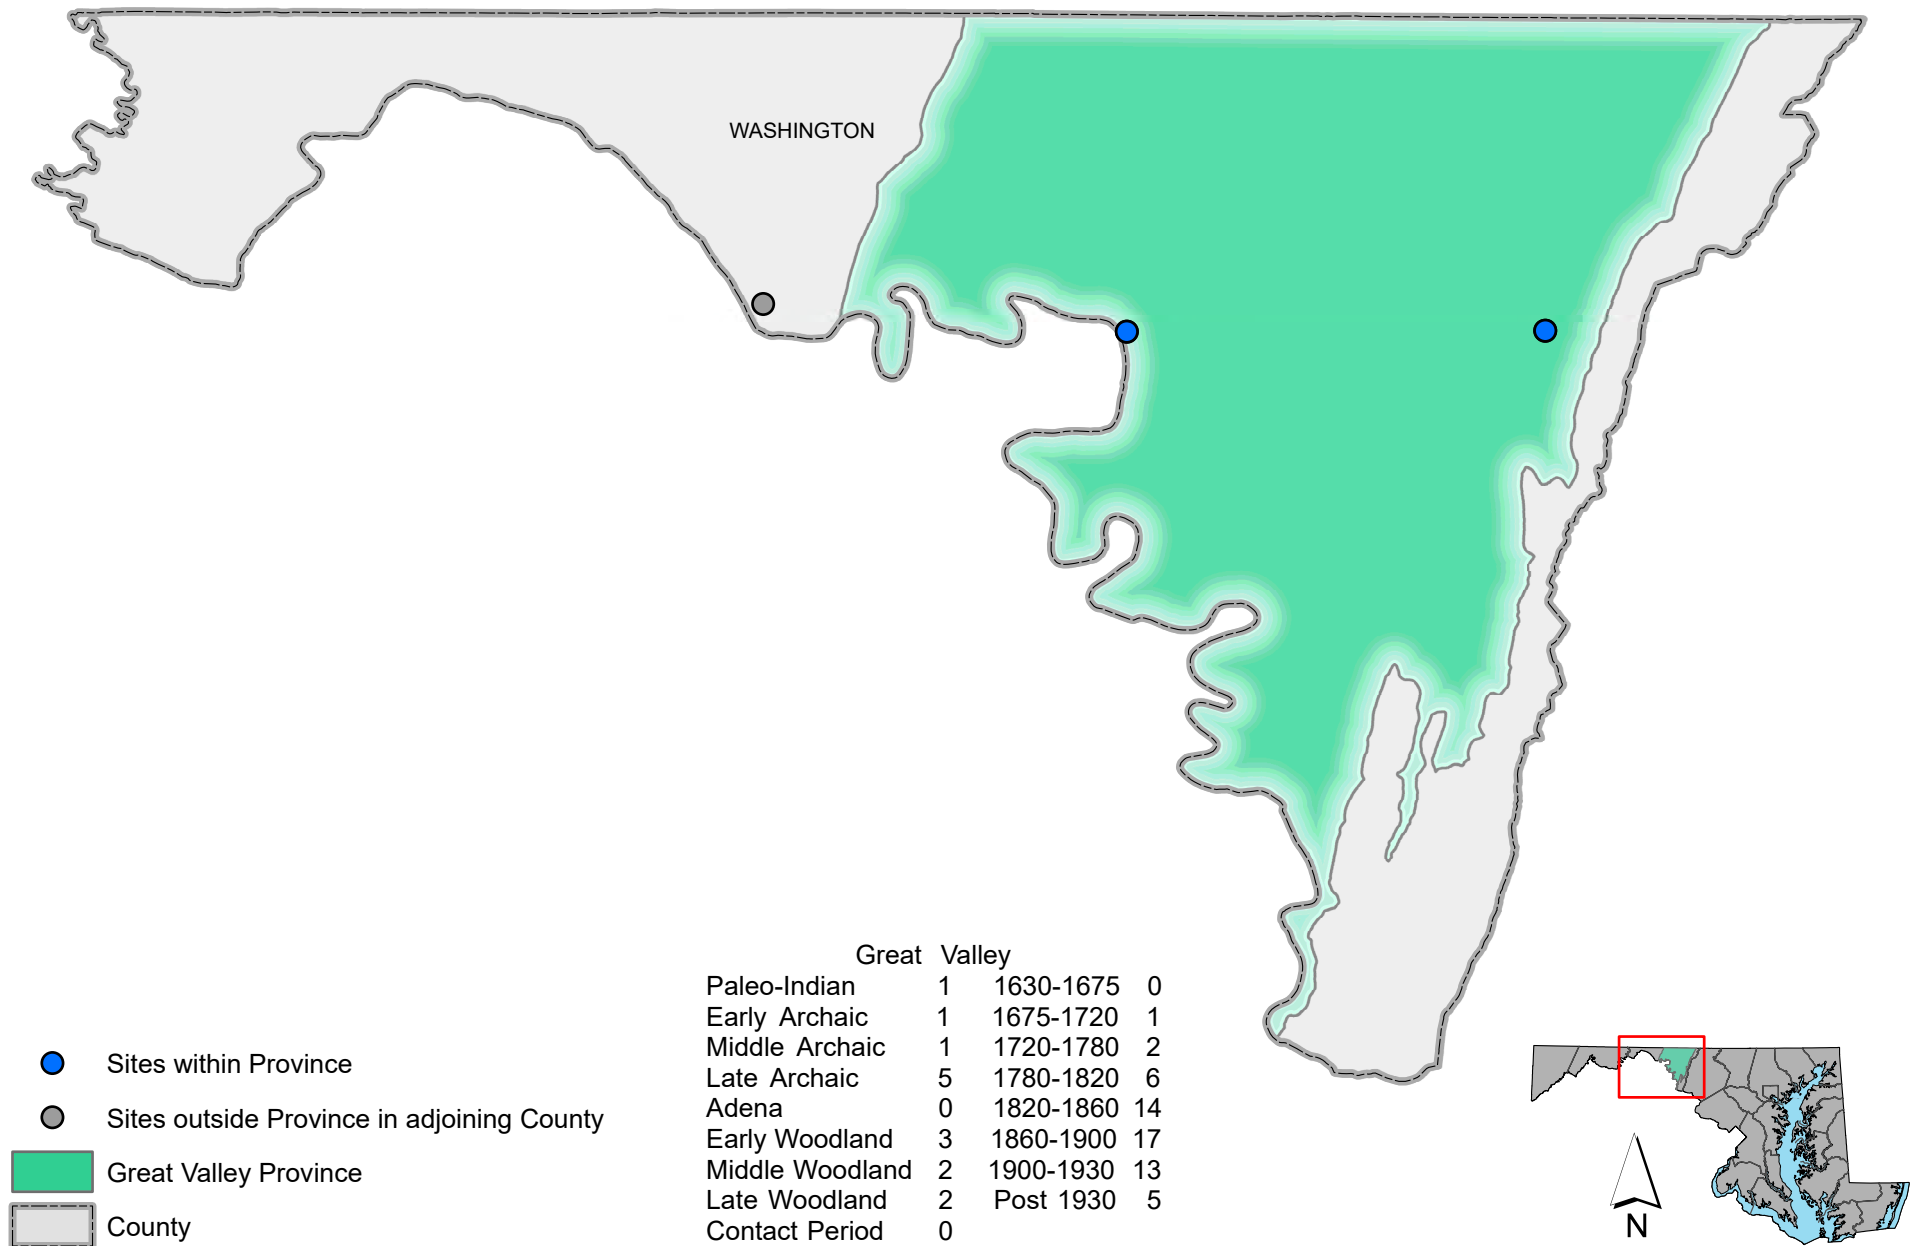 WASHINGTON
Great Valley
Paleo-Indian 1 1630-1675 0
Early Archaic 1 1675-1720 1
Middle Archaic 1 1720-1780 2
Late Archaic 5 1780-1820 6
Adena 0 1820-1860 14
Early Woodland 3 1860-1900 17
Middle Woodland 2 1900-1930 13
Late Woodland 2 Post 1930 5
Contact Period 0
Sites within Province
Sites outside Province in adjoining County
Great Valley Province
County
N